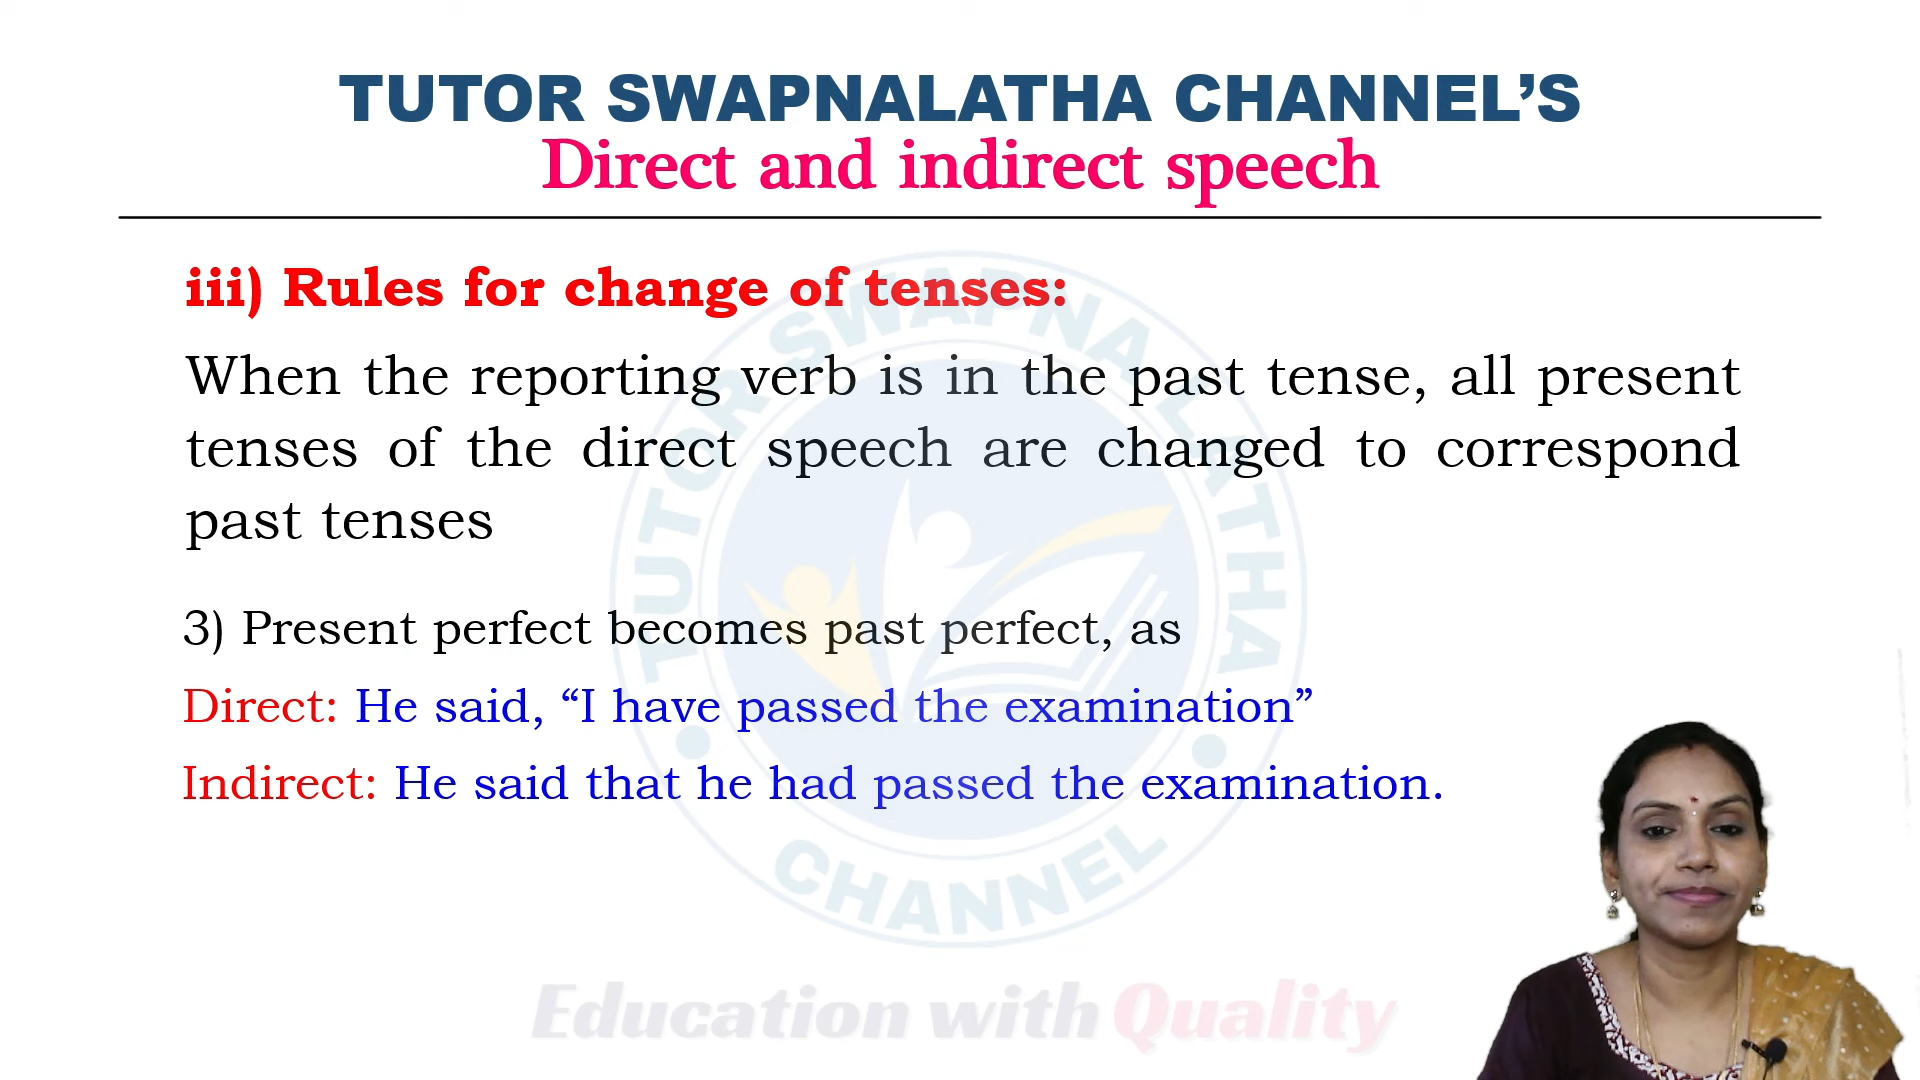 TUTOR SWAPNALATHA CHANNEL’S
Direct and indirect speech
iii) Rules for change of tenses:
When the reporting verb is in the past tense, all present
tenses of the direct speech are changed to correspond
past tenses
3) Present perfect becomes past perfect, as
Direct: He said, “I have passed the examination”
Indirect: He said that he had passed the examination.
TUTOR SWAPNALATHA
CHANNEL
Education with Quality